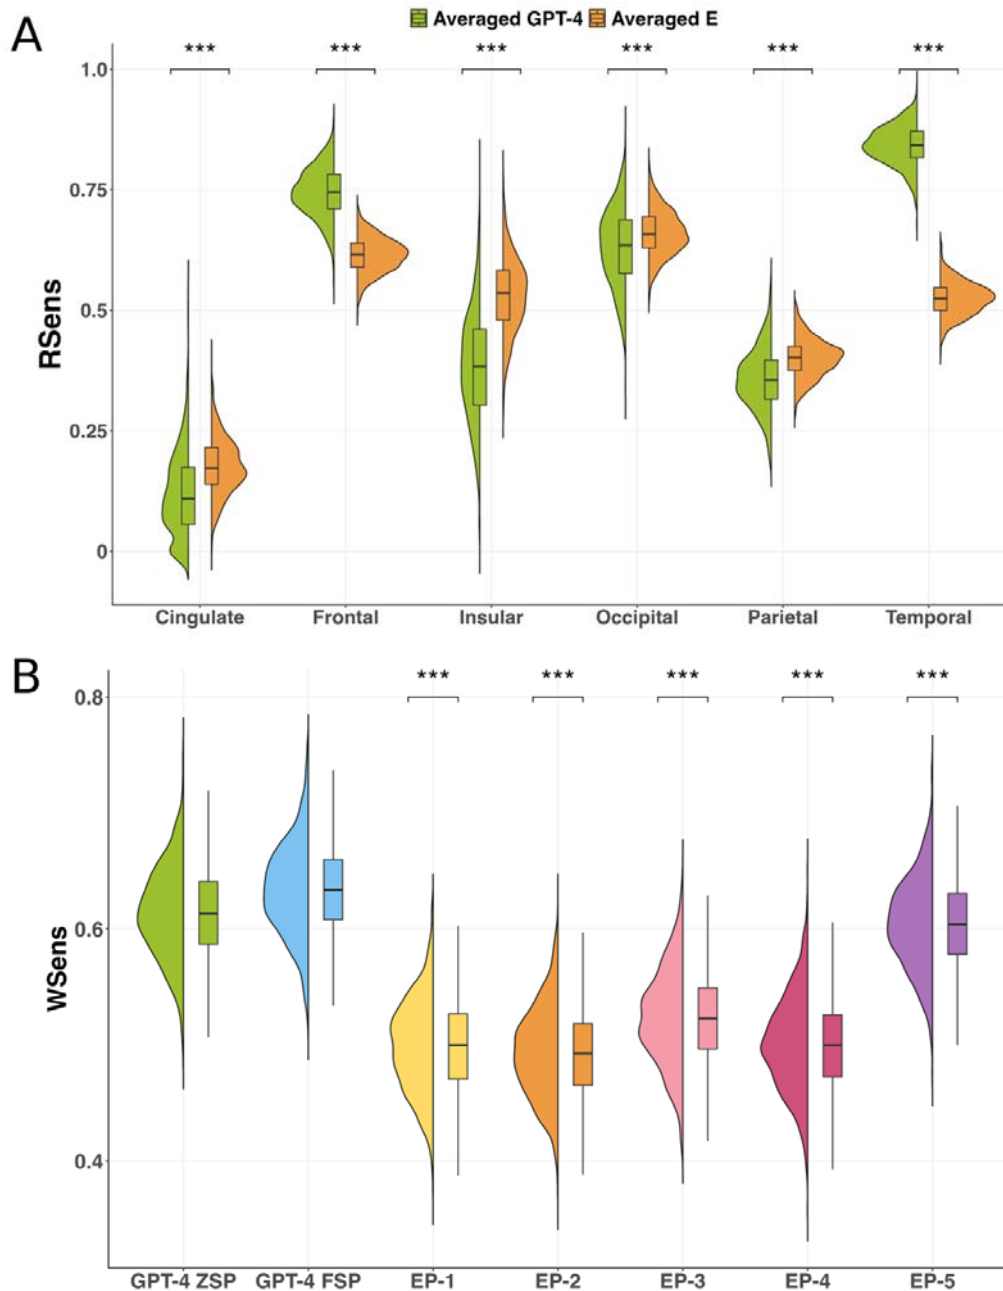 A
Averaged GPT-4 Averaged E
*** *** *** *** *** ***
1.0
0.75
0.5
0.25
0
RSens
Cingulate Frontal Insular Occipital Parietal Temporal
B
*** *** *** *** ***
0.8
0.6
0.4
WSens
GPT-4 ZSP GPT-4 FSP EP-1 EP-2 EP-3 EP-4 EP-5